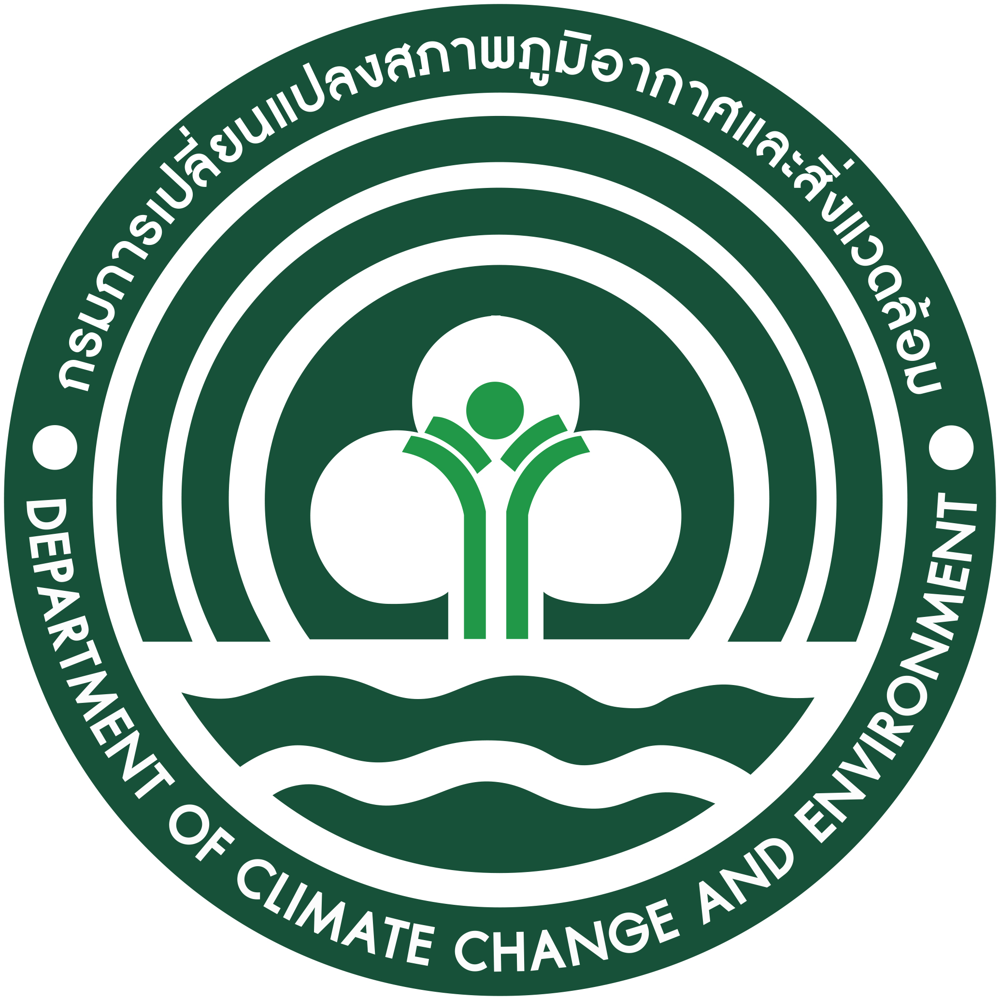 กรมการเปลี่ยนแปลงสภาพภูมิอากาศและสิ่งแวดล้อม
DEPARTMENT OF CLIMATE CHANGE AND ENVIRONMENT